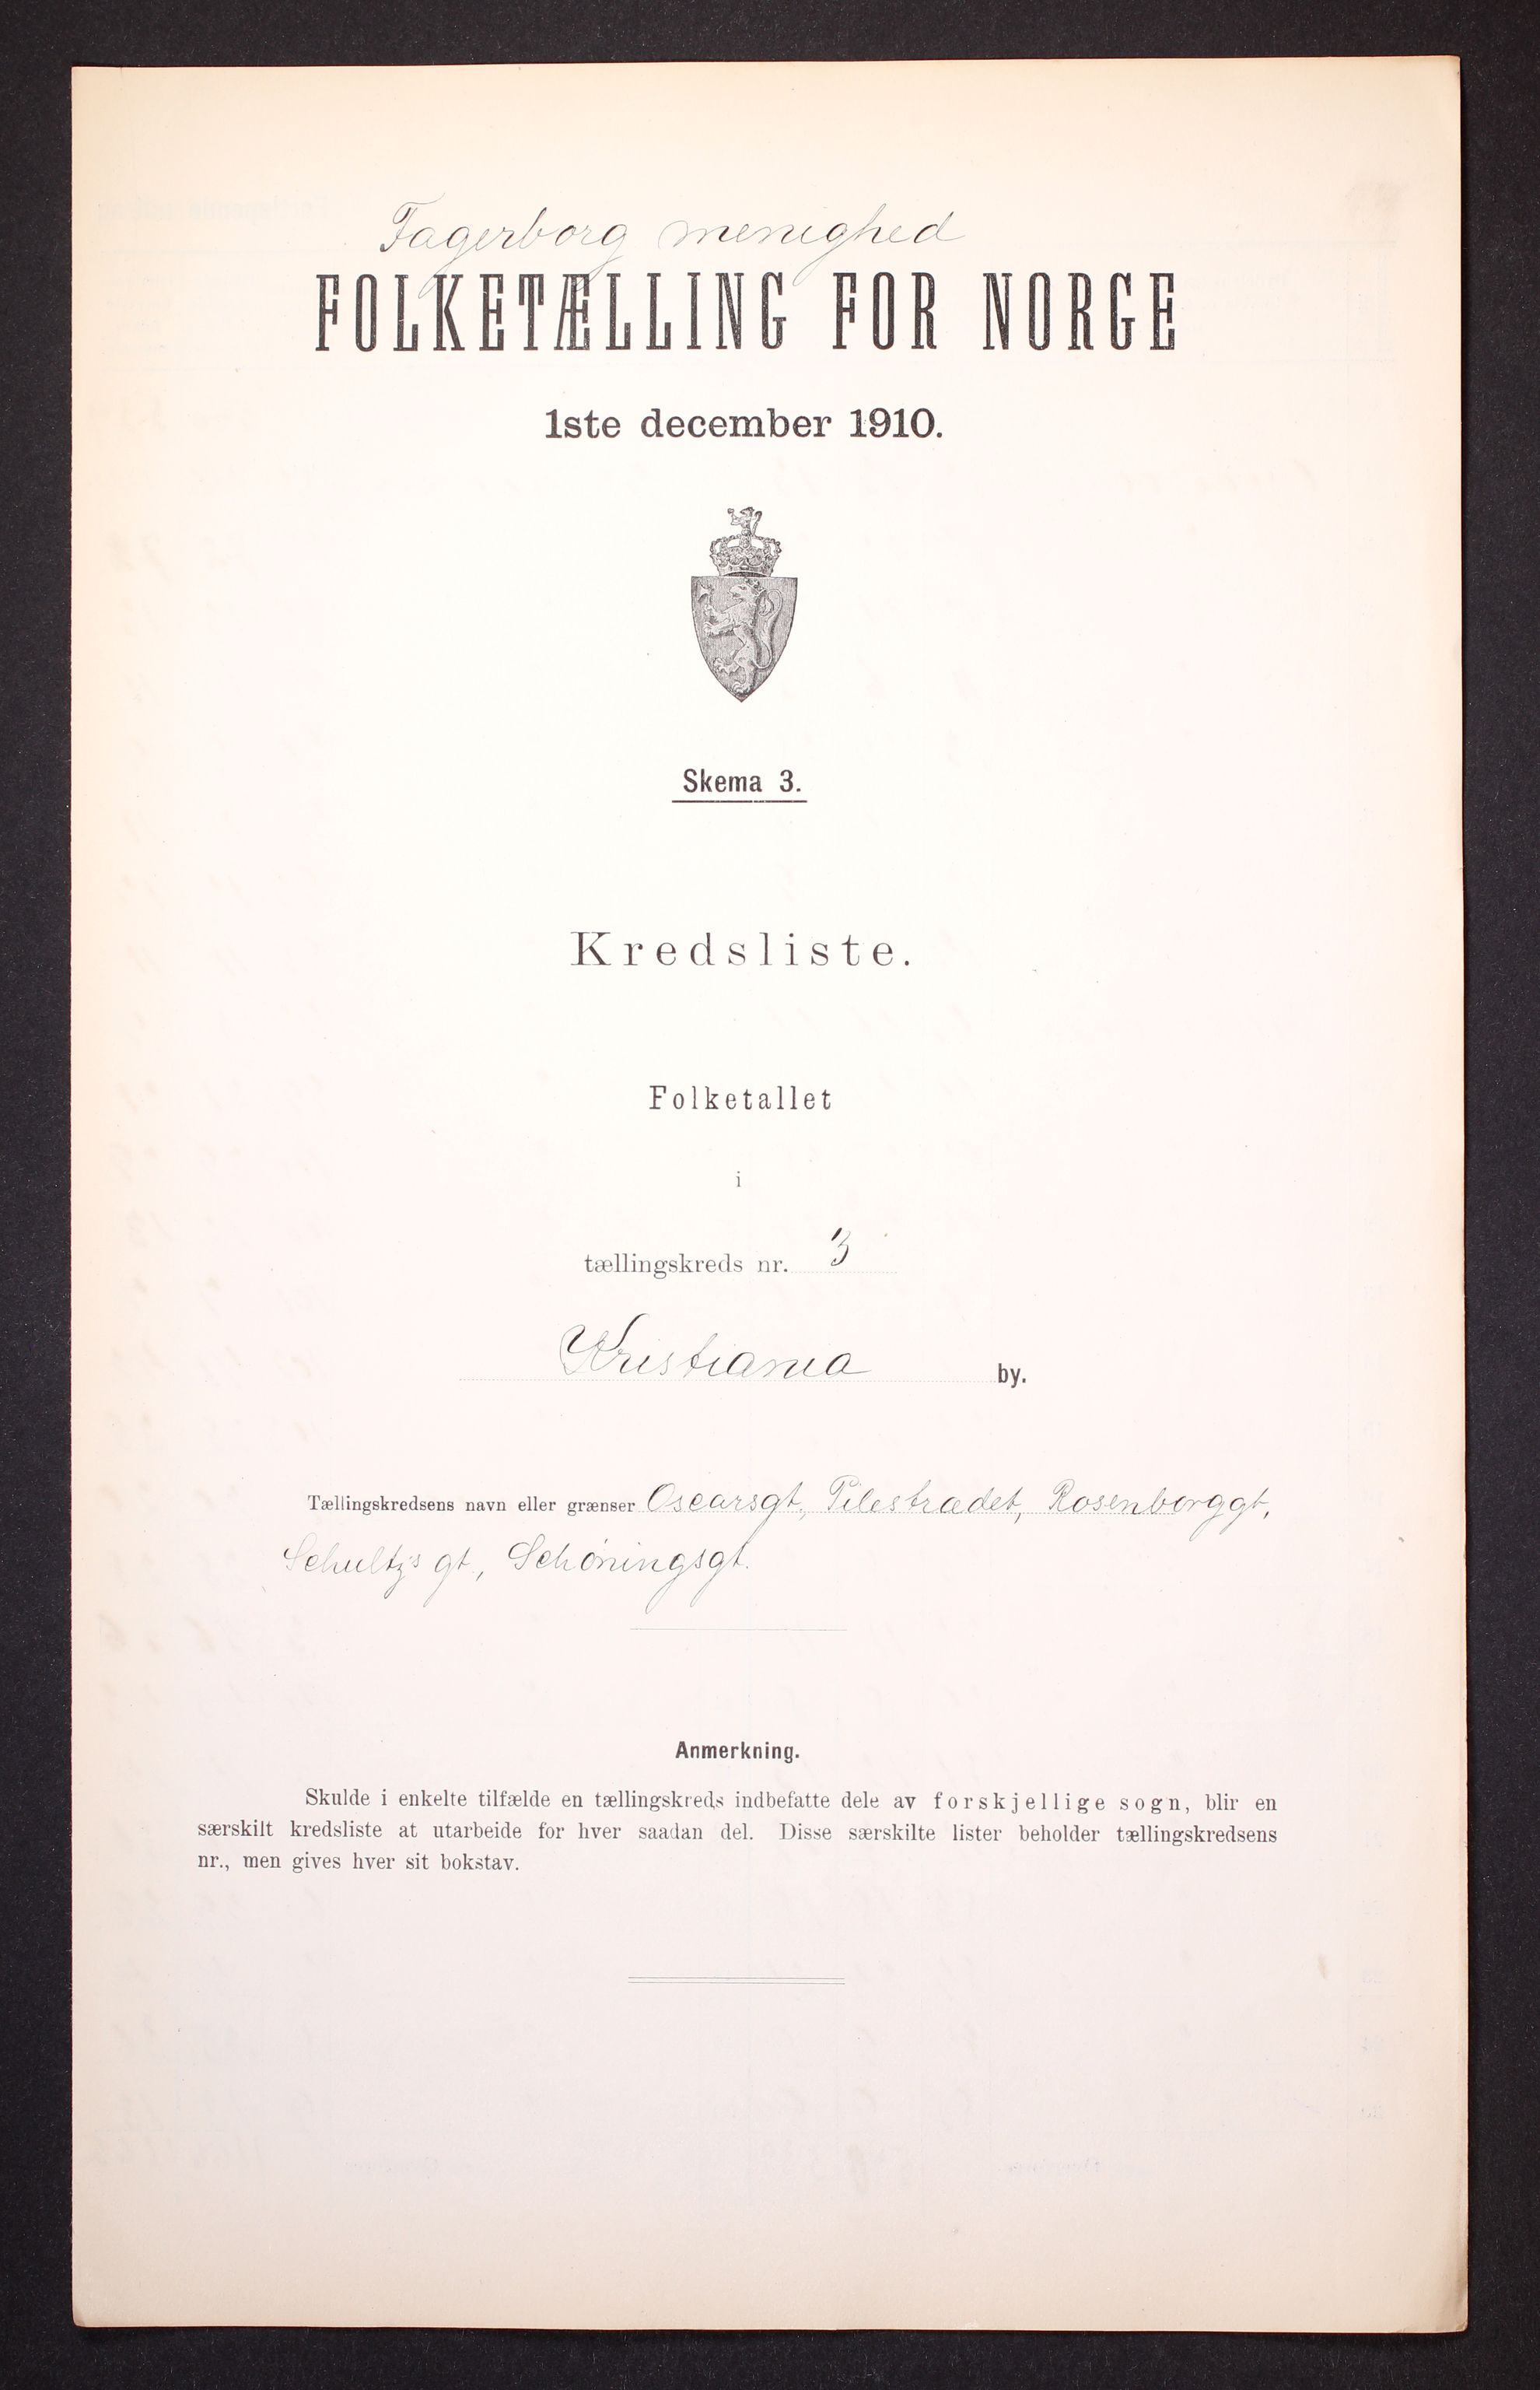 Fagerborg menighed
FOLKETÆLLING FOR NORGE
1ste december 1910.
Skema 3.
Kredsliste.
Folketallet
i
tællingskreds nr. 3
Kristiania by.
Tællingskredsens navn eller grænser Oscarsgt, Pilestrædet, Rosenborggt,
Schultz's gt, Schøningsgt.
Anmerkning.
Skulde i enkelte tilfælde en tællingskreds indbefatte dele av forskjellige sogn, blir en
særskilt kredsliste at utarbeide for hver saadan del. Disse særskilte lister beholder tællingskredsens
nr., men gives hver sit bokstav.